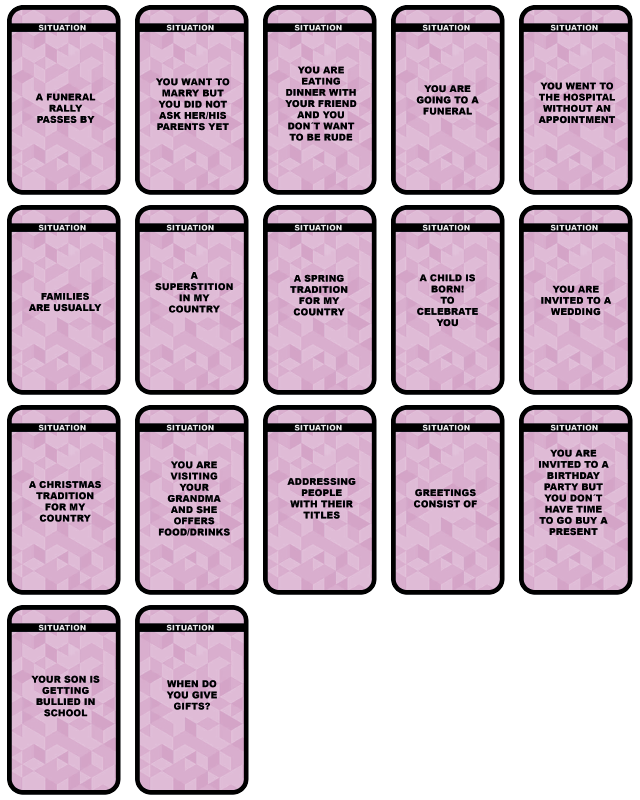 SITUATION
A FUNERAL
RALLY
PASSES BY
SITUATION
YOU WANT TO
MARRY BUT
YOU DID NOT
ASK HER/HIS
PARENTS YET
SITUATION
YOU ARE
EATING
DINNER WITH
YOUR FRIEND
AND YOU
DON´T WANT
TO BE RUDE
SITUATION
YOU ARE
GOING TO A
FUNERAL
SITUATION
YOU WENT TO
THE HOSPITAL
WITHOUT AN
APPOINTMENT
SITUATION
FAMILIES
ARE USUALLY
SITUATION
A
SUPERSTITION
IN MY
COUNTRY
SITUATION
A SPRING
TRADITION
FOR MY
COUNTRY
SITUATION
A CHILD IS
BORN!
TO
CELEBRATE
YOU
SITUATION
YOU ARE
INVITED TO A
WEDDING
SITUATION
A CHRISTMAS
TRADITION
FOR MY
COUNTRY
SITUATION
YOU ARE
VISITING
YOUR
GRANDMA
AND SHE
OFFERS
FOOD/DRINKS
SITUATION
ADDRESSING
PEOPLE
WITH THEIR
TITLES
SITUATION
GREETINGS
CONSIST OF
SITUATION
YOU ARE
INVITED TO A
BIRTHDAY
PARTY BUT
YOU DON´T
HAVE TIME
TO GO BUY A
PRESENT
SITUATION
YOUR SON IS
GETTING
BULLIED IN
SCHOOL
SITUATION
WHEN DO
YOU GIVE
GIFTS?